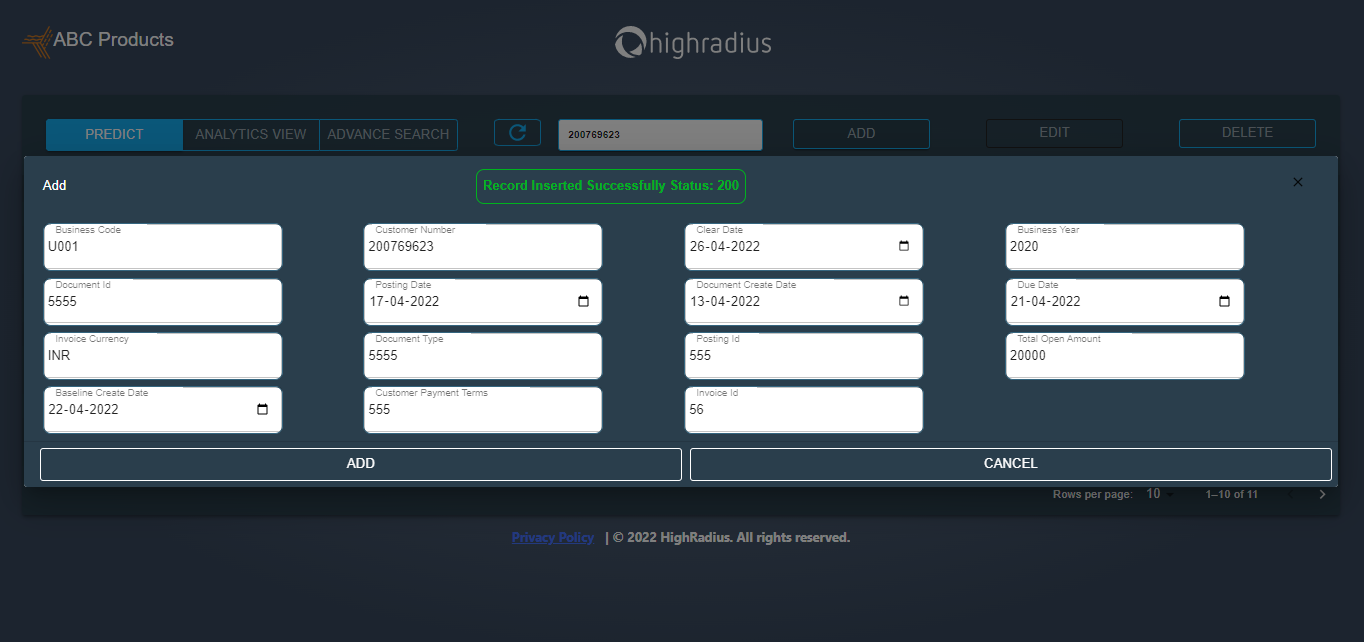 ABC Products
highradius
PREDICT ANALYTICS VIEW ADVANCE SEARCH 200769623 ADD EDIT DELETE
Add Record Inserted Successfully Status: 200
Business Code Customer Number Clear Date Business Year
U001 200769623 26-04-2022 2020
Document Id Posting Date Document Create Date Due Date
5555 17-04-2022 13-04-2022 21-04-2022
Invoice Currency Document Type Posting Id Total Open Amount
INR 5555 555 20000
Baseline Create Date Customer Payment Terms Invoice Id
22-04-2022 555 56
ADD CANCEL
Rows per page: 10 1–10 of 11
Privacy Policy | © 2022 HighRadius. All rights reserved.